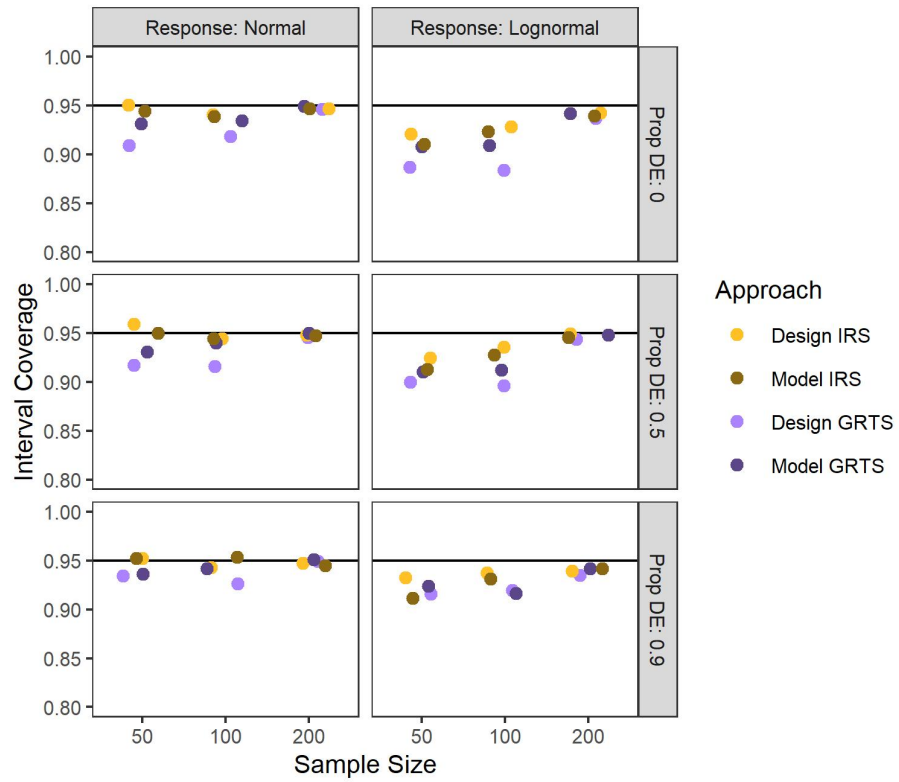 Response: Normal
Response: Lognormal
1.00
0.95
0.90
0.85
0.80
Prop DE: 0
1.00
0.95
0.90
0.85
0.80
Prop DE: 0.5
1.00
0.95
0.90
0.85
0.80
Prop DE: 0.9
Interval Coverage
50 100 200
50 100 200
Sample Size
Approach
Design IRS
Model IRS
Design GRTS
Model GRTS